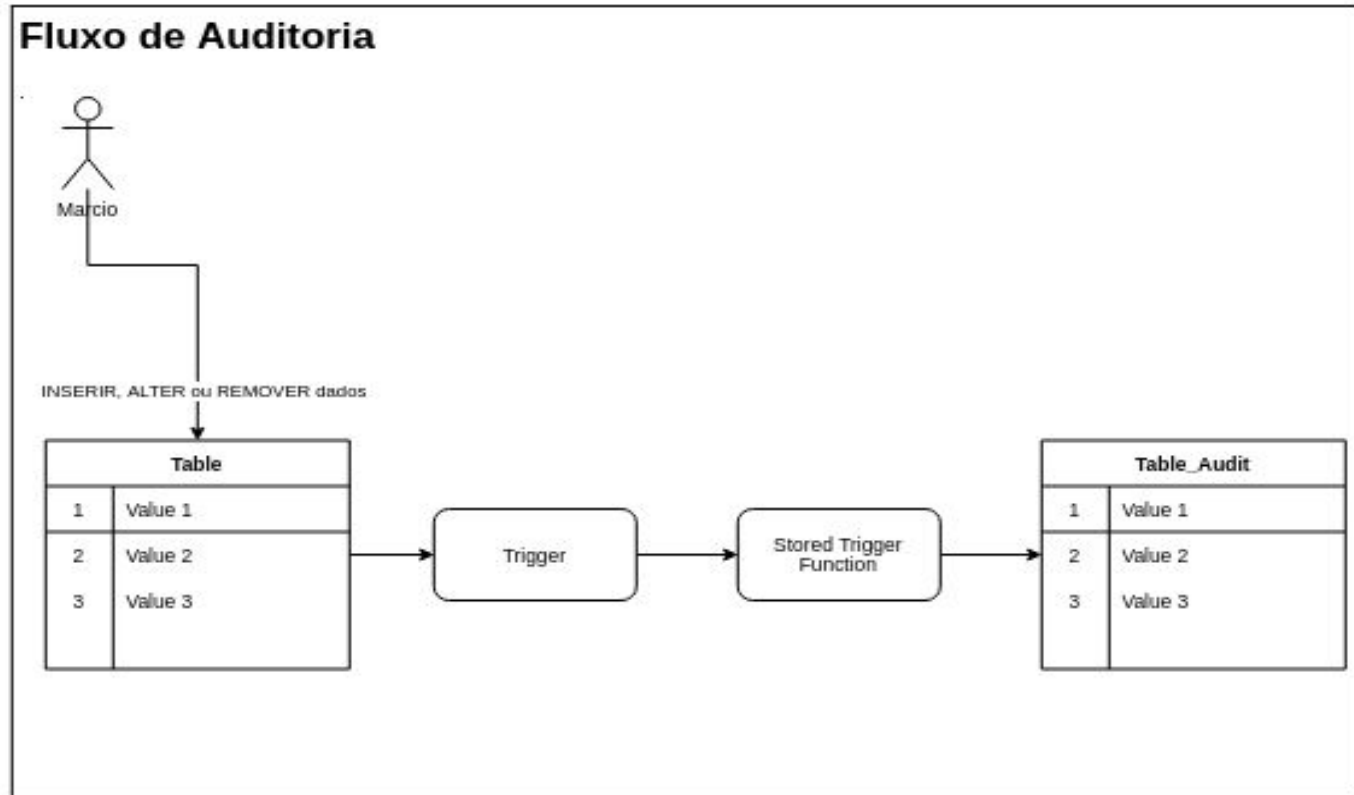 Fluxo de Auditoria
Marcio
INSERIR, ALTER ou REMOVER dados
Table
1 Value 1
2 Value 2
3 Value 3
Trigger
Stored Trigger
Function
Table_Audit
1 Value 1
2 Value 2
3 Value 3